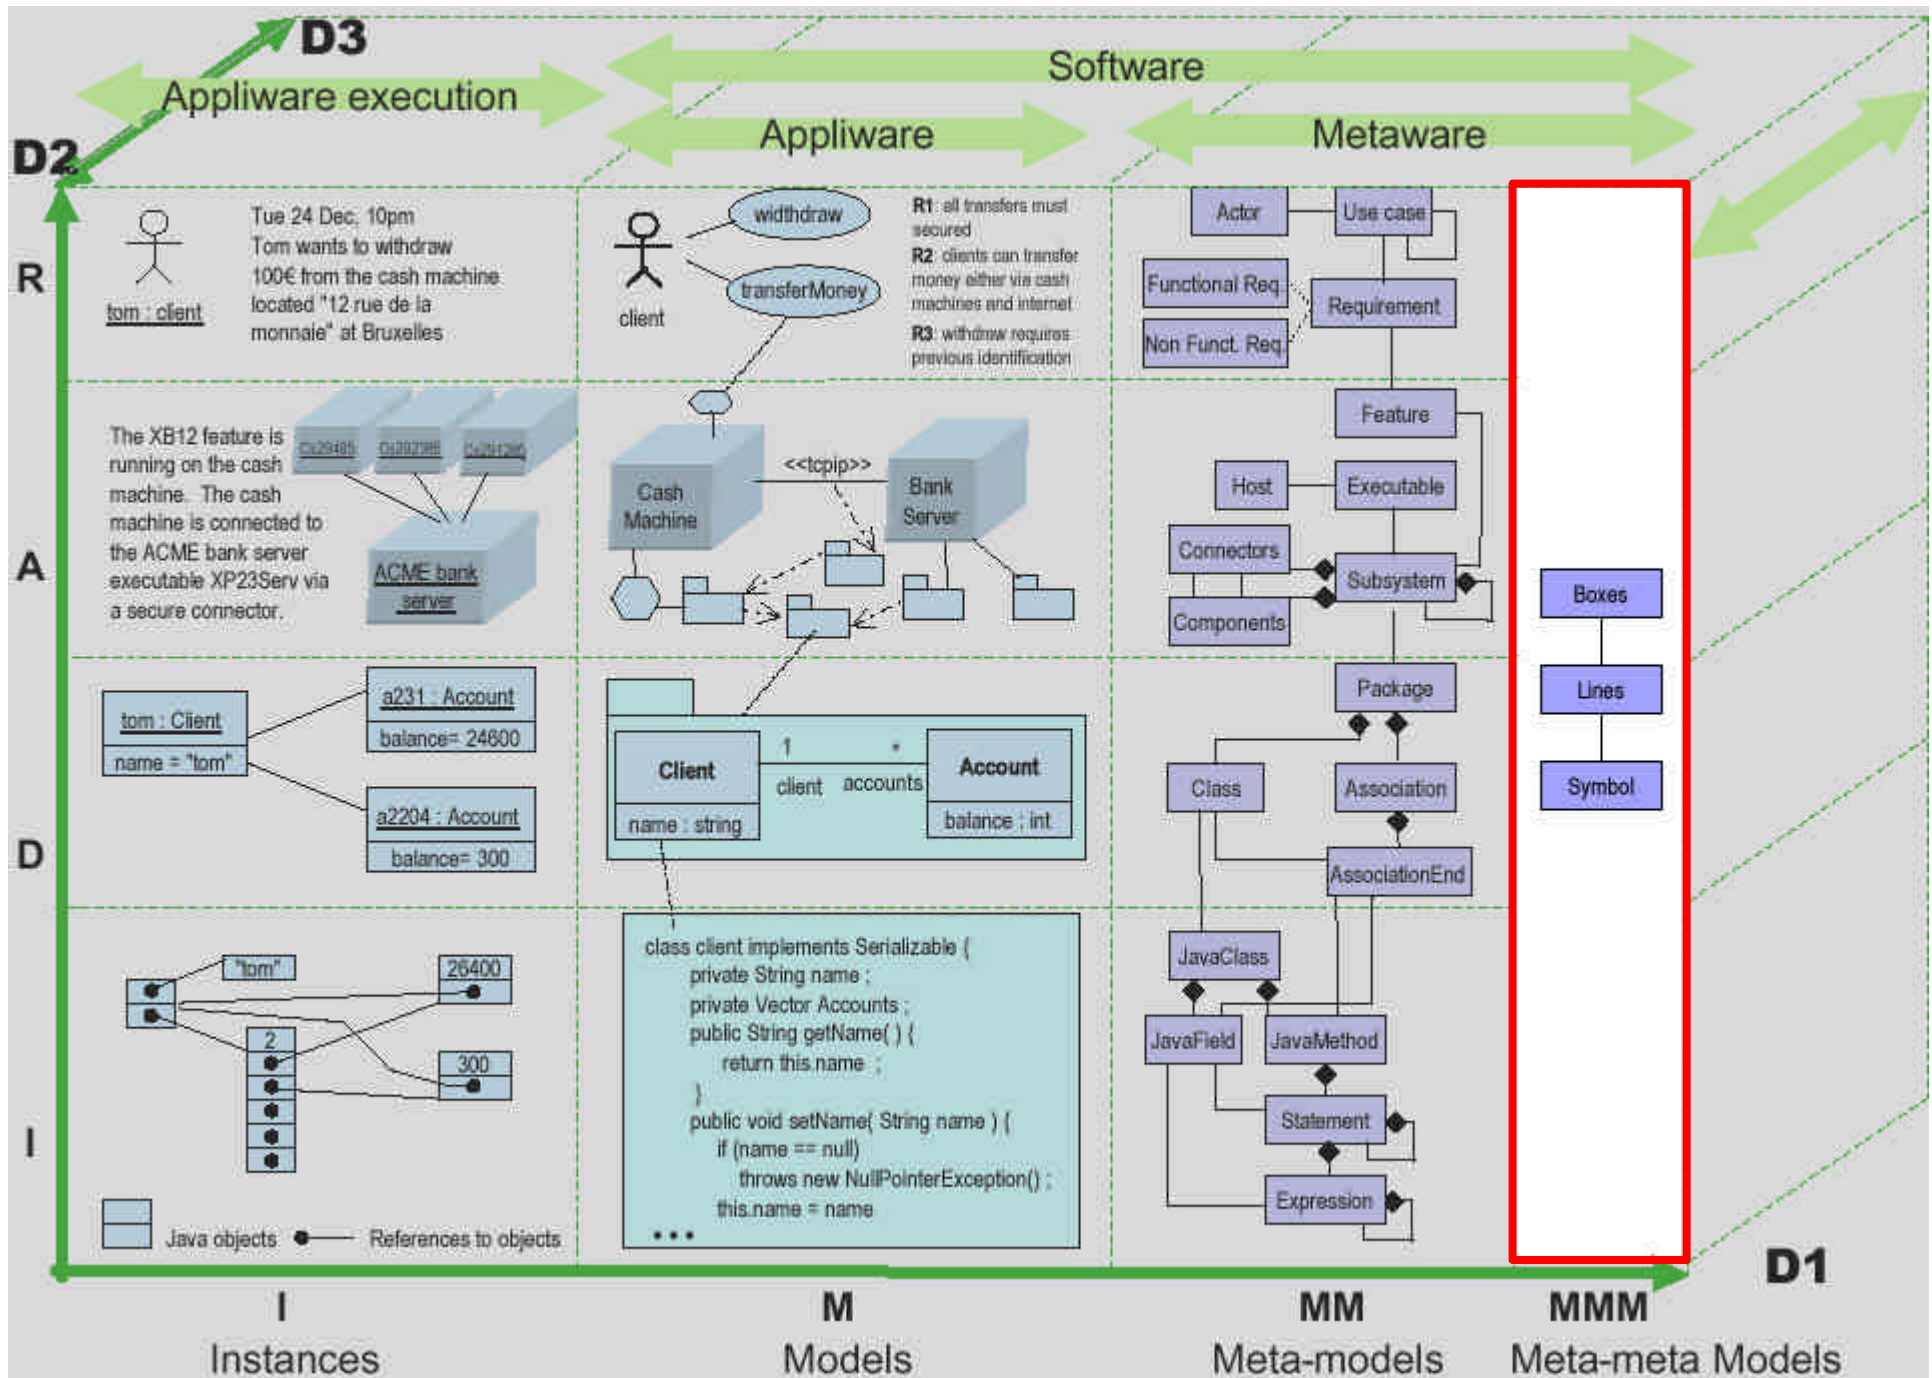 D3
Software
Appliware execution
Appliware
Metaware
D2
R
tom : client
Tue 24 Dec, 10pm
Tom wants to withdraw
100€ from the cash machine
located "12 rue de la
monnaie" at Bruxelles
client
widthdraw
transferMoney
R1: all transfers must
secured
R2: clients can transfer
money either via cash
machines and internet
R3: withdraw requires
previous identifiication
Actor
Use case
Functional Req.
Requirement
Non Funct. Req.
A
The XB12 feature is
running on the cash
machine. The cash
machine is connected to
the ACME bank server
executable XP23Serv via
a secure connector.
ACME bank
server
Cash
Machine
<<tcpip>>
Bank
Server
Feature
Host
Executable
Connectors
Subsystem
Components
Boxes
Lines
Symbol
D
tom : Client
name = "tom"
a231 : Account
balance= 24600
a2204 : Account
balance= 300
Client
name : string
1
client
*
accounts
Account
balance : int
Package
Class
Association
AssociationEnd
I
"tom"
26400
2
300
Java objects
References to objects
class client implements Serializable {
private String name ;
private Vector Accounts ;
public String getName( ) {
return this.name ;
}
public void setName( String name ) {
if (name == null)
throws new NullPointerException() ;
this.name = name
• • •
JavaClass
JavaField
JavaMethod
Statement
Expression
D1
I
M
MM
MMM
Instances
Models
Meta-models
Meta-meta Models